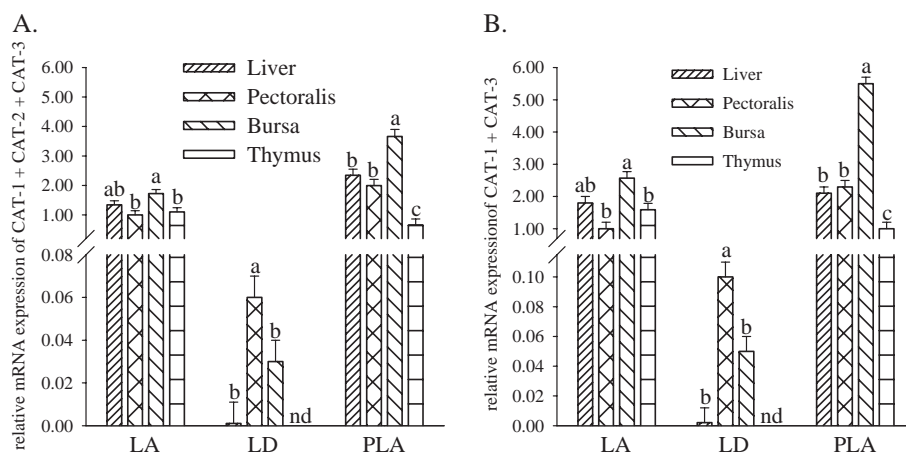 A.
relative mRNA expression of CAT-1 + CAT-2 + CAT-3
6.00
5.00
4.00
3.00
2.00
1.00
0.08
0.06
0.04
0.02
0.00
Liver
Pectoralis
Bursa
Thymus
ab
b
a
b
b
a
b
nd
b
b
a
c
LA
LD
PLA
B.
relative mRNA expressionof CAT-1 + CAT-3
6.00
5.00
4.00
3.00
2.00
1.00
0.10
0.08
0.06
0.04
0.02
0.00
Liver
Pectoralis
Bursa
Thymus
ab
b
a
b
b
a
b
nd
b
b
a
c
LA
LD
PLA